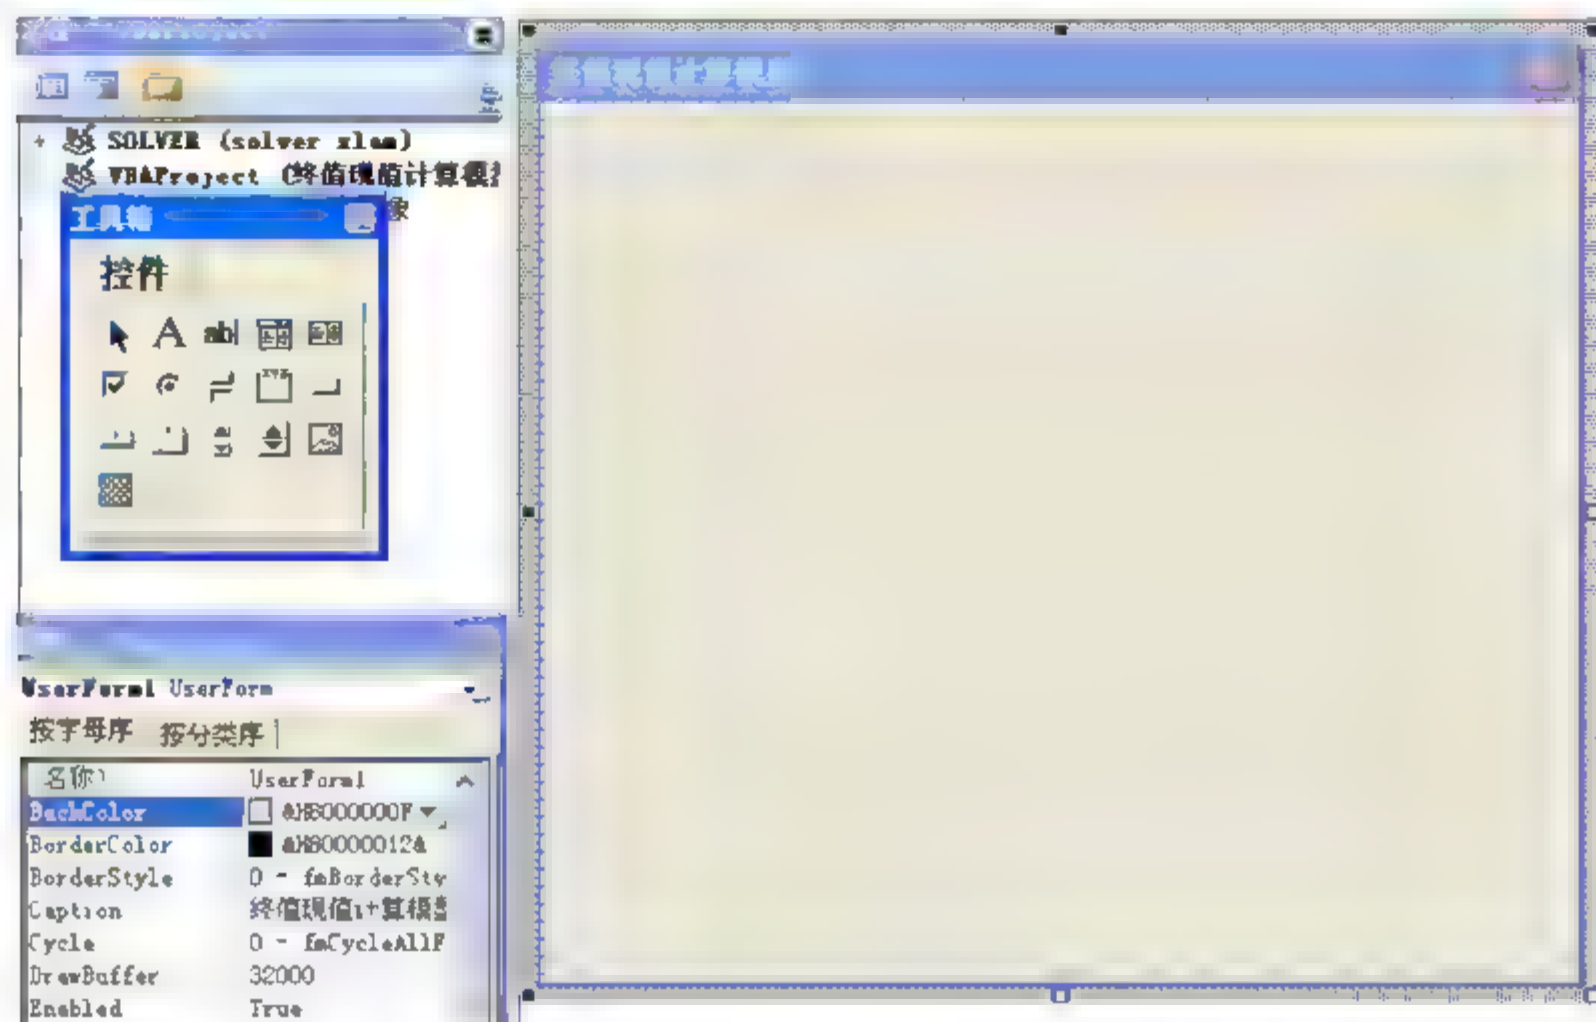 SOLVER (solver xlam)
VBAProject (终值现值计算模
工具箱
控件
A ab|
UserForm1 UserForm
按字母序 按分类序
名称) UserForm1
BackColor &H8000000F
BorderColor &H80000012&
BorderStyle 0 - fmBorderSty
Caption 终值现值计算模型
Cycle 0 - fmCycleAllF
DrawBuffer 32000
Enabled True